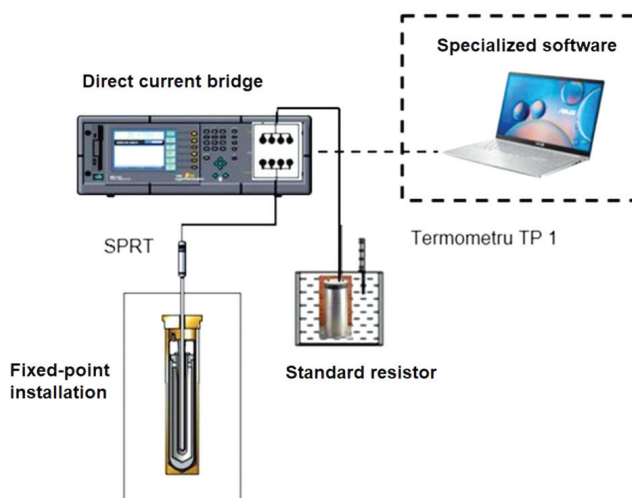 Specialized software
Direct current bridge
SPRT
Termometru TP 1
Fixed-point
installation
Standard resistor